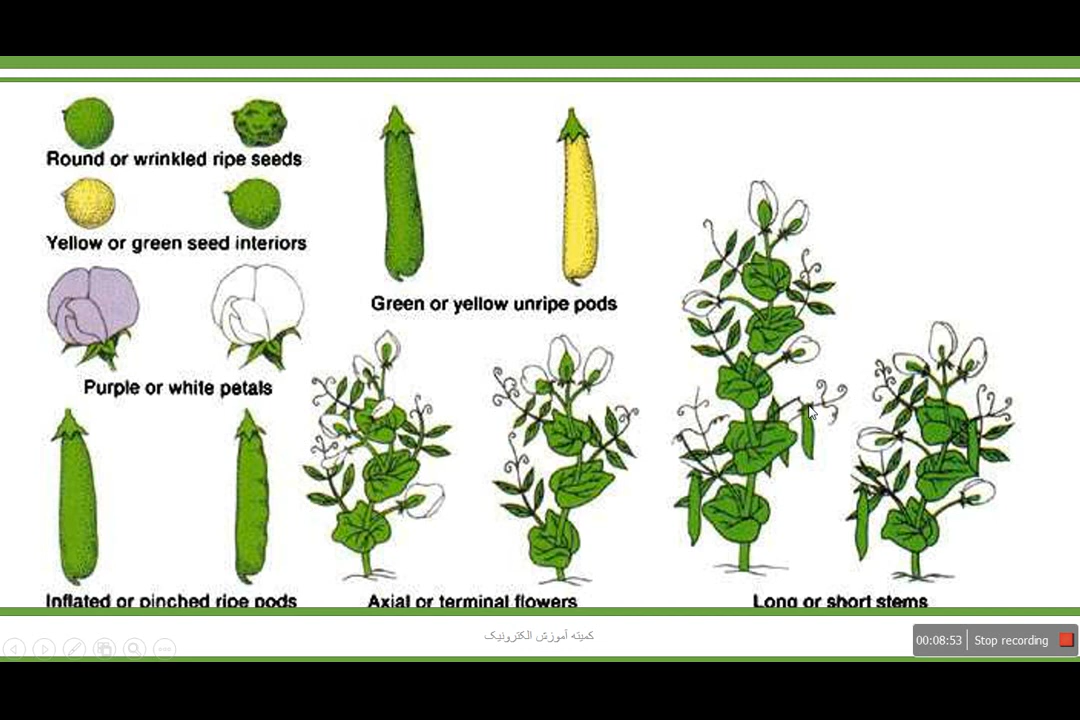 Round or wrinkled ripe seeds
Yellow or green seed interiors
Green or yellow unripe pods
Purple or white petals
Inflated or pinched ripe pods
Axial or terminal flowers
Long or short stems
کمیته آموزش الکترونیک
00:08:53
Stop recording